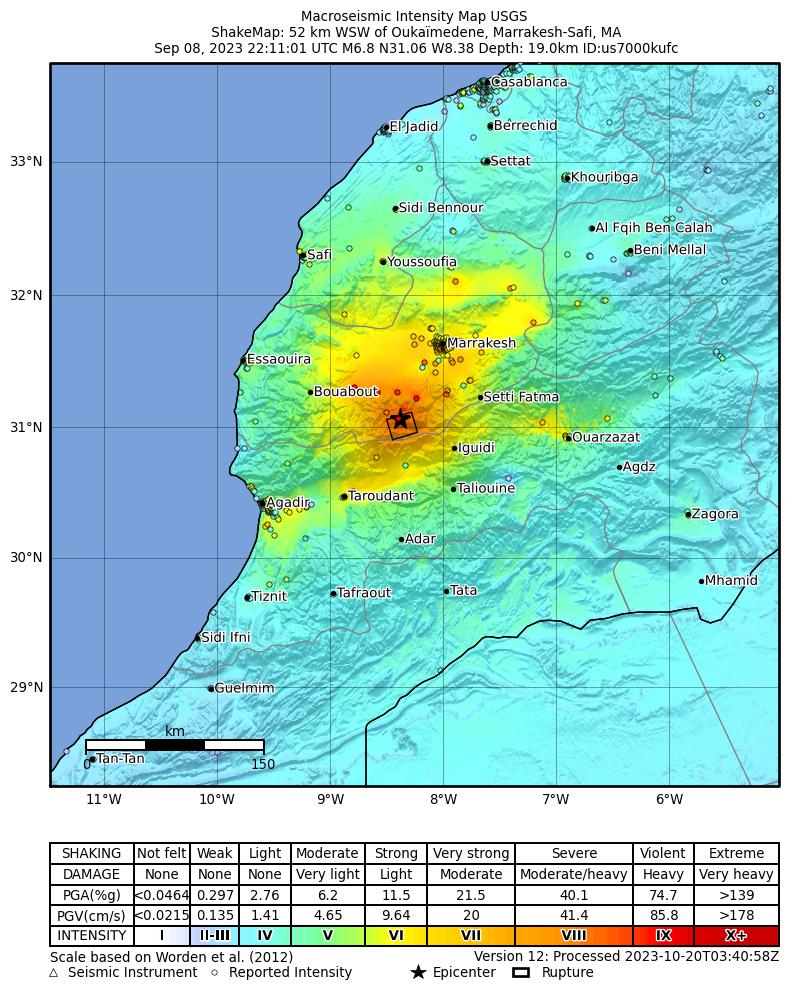 Macroseismic Intensity Map USGS
ShakeMap: 52 km WSW of Oukaïmedene, Marrakesh-Safi, MA
Sep 08, 2023 22:11:01 UTC M6.8 N31.06 W8.38 Depth: 19.0km ID:us7000kufc
Casablanca
El Jadid
Berrechid
33°N
Settat
Khouribga
Sidi Bennour
Al Fqih Ben Calah
Beni Mellal
Safi
Youssoufia
32°N
Marrakesh
Essaouira
Bouabout
Setti Fatma
31°N
Ouarzazat
Iguidi
Agdz
Taliouine
Taroudant
Agadir
Zagora
Adar
30°N
Mhamid
Tata
Tafraout
Tiznit
Sidi Ifni
29°N
Guelmim
km
Tan-Tan
0 150
11°W 10°W 9°W 8°W 7°W 6°W
SHAKING Not felt Weak Light Moderate Strong Very strong Severe Violent Extreme
DAMAGE None None None Very light Light Moderate Moderate/heavy Heavy Very heavy
PGA(%g) <0.0464 0.297 2.76 6.2 11.5 21.5 40.1 74.7 >139
PGV(cm/s) <0.0215 0.135 1.41 4.65 9.64 20 41.4 85.8 >178
INTENSITY I II-III IV V VI VII VIII IX X+
Scale based on Worden et al. (2012) Version 12: Processed 2023-10-20T03:40:58Z
Seismic Instrument Reported Intensity Epicenter Rupture